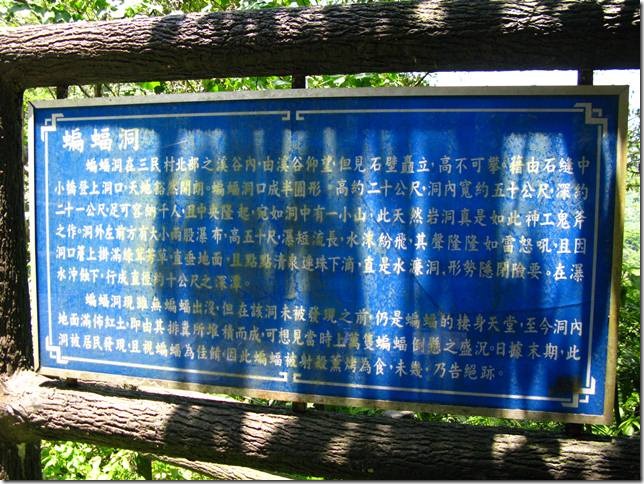 蝙蝠洞
蝙蝠洞在三民村北部之溪谷內,由溪谷仰望,但見石壁矗立,高不可攀,藉由石縫中
小橋登上洞口,天地豁然開朗,蝙蝠洞口成半圓形。高約二十公尺,洞內寬約五十公尺,深約
二十一公尺,足可容納千人,且中央隆起,宛如洞中有一小山,此天然岩洞真是如此神工鬼斧
之作。洞外左前方有大小兩股瀑布,高五十尺,瀑短流長,水漾紛飛,其聲隆隆如雷怒吼,且因
洞口簷上掛滿綠草芳草,直垂地面,且點點清泉連珠下滴,直是水濂洞,形勢隱閉險要。在瀑
水沖蝕下,行成直徑約十公尺之深潭。
蝙蝠洞現雖無蝙蝠出沒,但在該洞未被發現之前,仍是蝙蝠的棲身天堂,至今洞內
地面滿佈紅土,即由其排糞所堆積而成,可想見當時上萬隻蝙蝠倒懸之盛況。日據末期,此
洞被居民發現,且視蝙蝠為佳餚,因此蝙蝠被射殺薰烤為食,未幾,乃告絕跡。